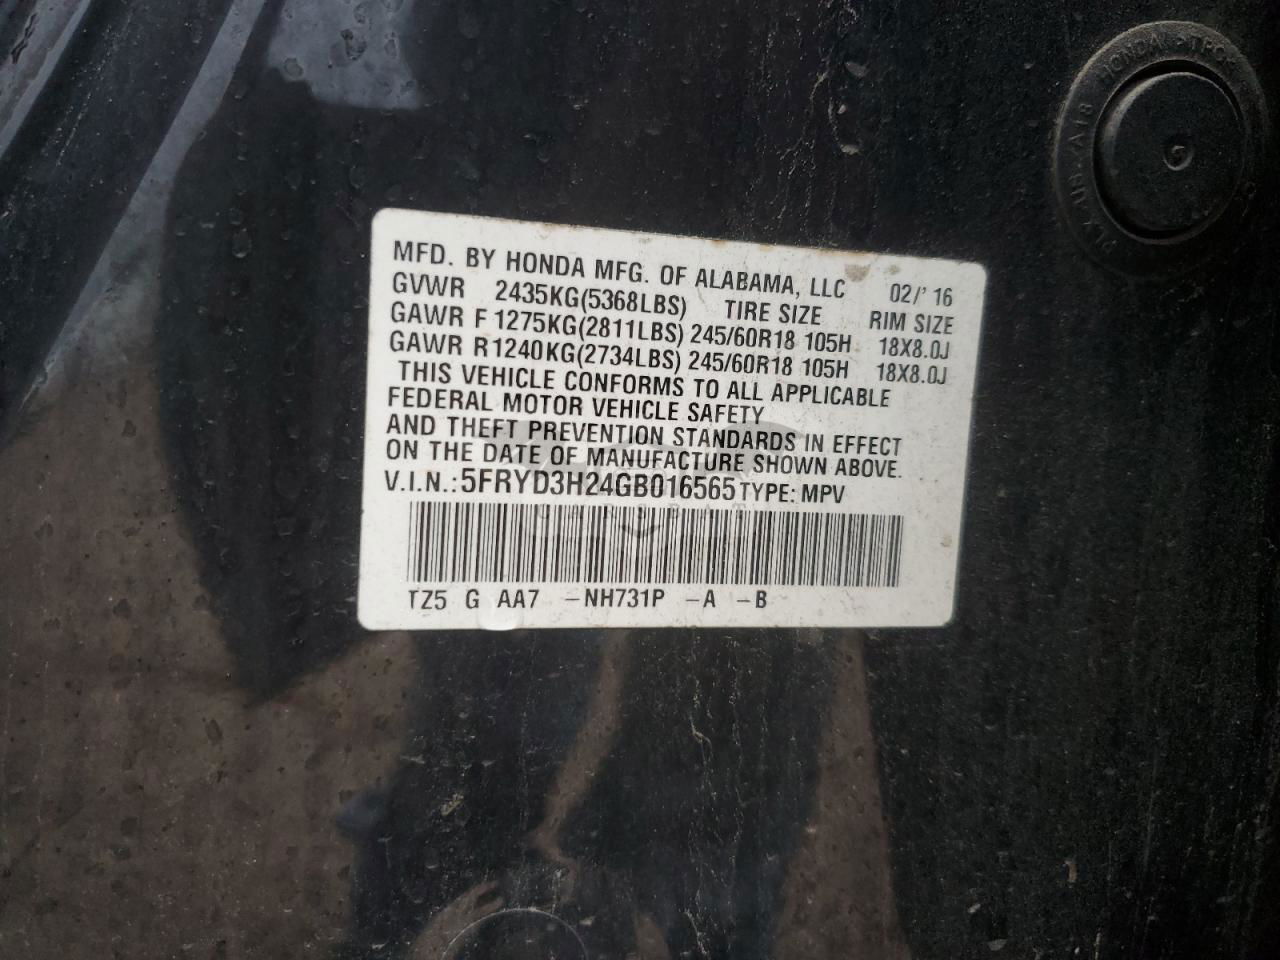 MFD. BY HONDA MFG. OF ALABAMA, LLC 02/' 16
GVWR 2435KG(5368LBS) TIRE SIZE RIM SIZE
GAWR F 1275KG(2811LBS) 245/60R18 105H 18X8.0J
GAWR R1240KG(2734LBS) 245/60R18 105H 18X8.0J
THIS VEHICLE CONFORMS TO ALL APPLICABLE
FEDERAL MOTOR VEHICLE SAFETY
AND THEFT PREVENTION STANDARDS IN EFFECT
ON THE DATE OF MANUFACTURE SHOWN ABOVE.
V.I.N.: 5FRYD3H24GB016565 TYPE: MPV
TZ5 G AA7 -NH731P -A -B
HONDA